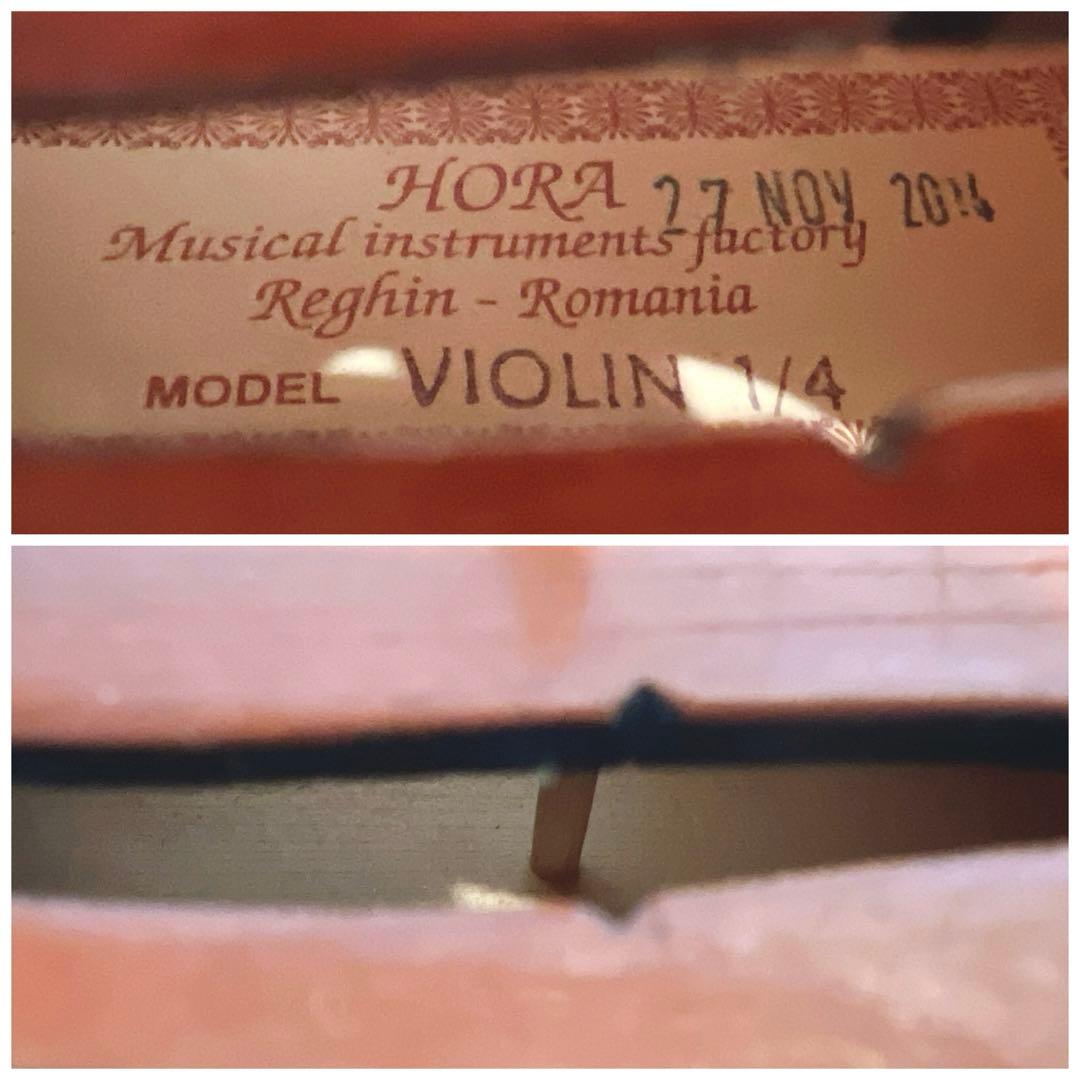 HORA 27 NOV 2014
Musical instruments factory
Reghin - Romania
MODEL VIOLIN 1/4